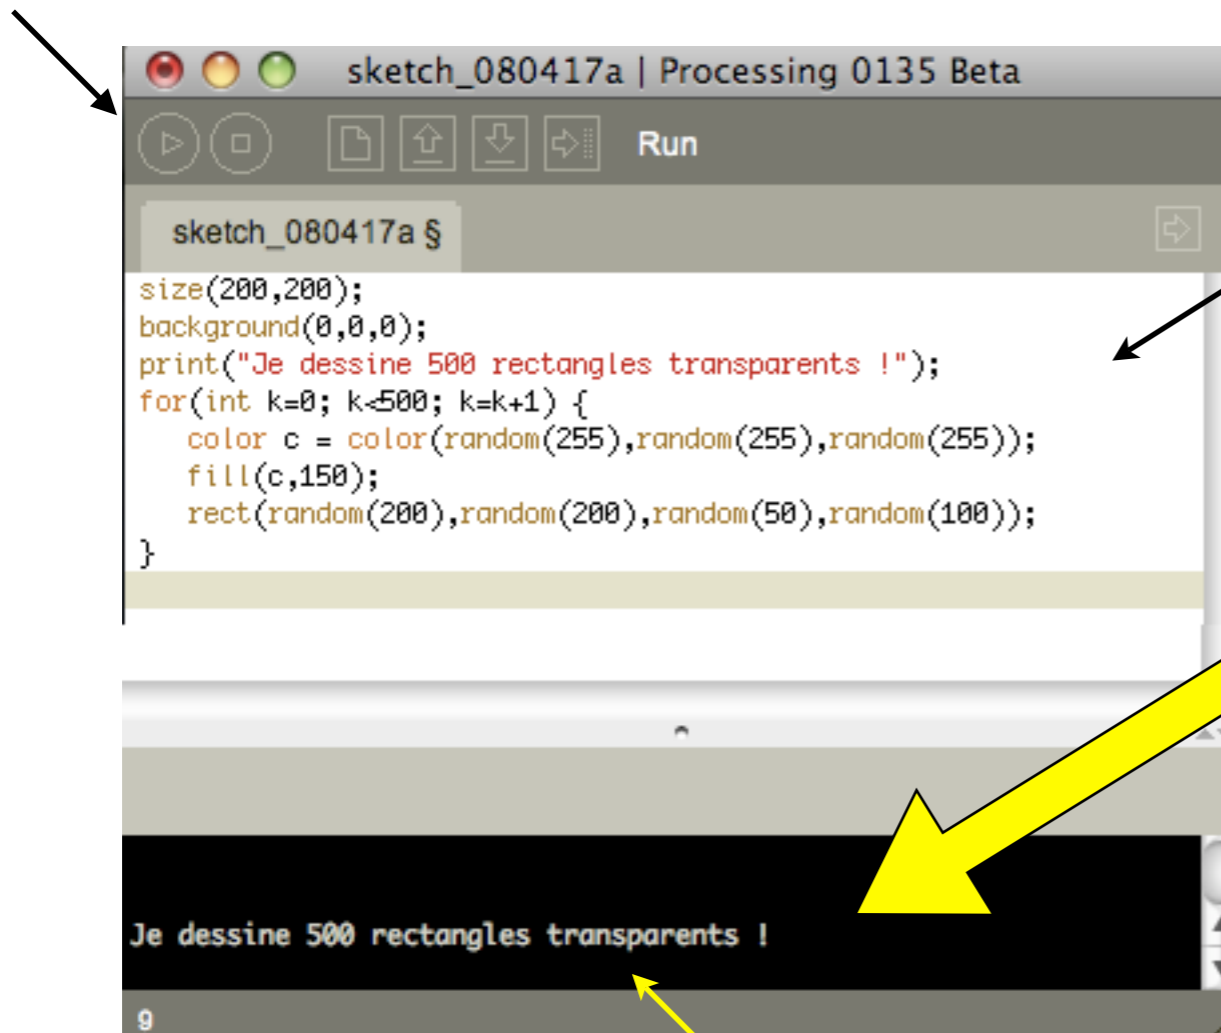 sketch_080417a | Processing 0135 Beta
Run
sketch_080417a §
size(200,200);
background(0,0,0);
print("Je dessine 500 rectangles transparents !");
for(int k=0; k<500; k=k+1) {
   color c = color(random(255),random(255),random(255));
   fill(c,150);
   rect(random(200),random(200),random(50),random(100));
}
Je dessine 500 rectangles transparents !
9